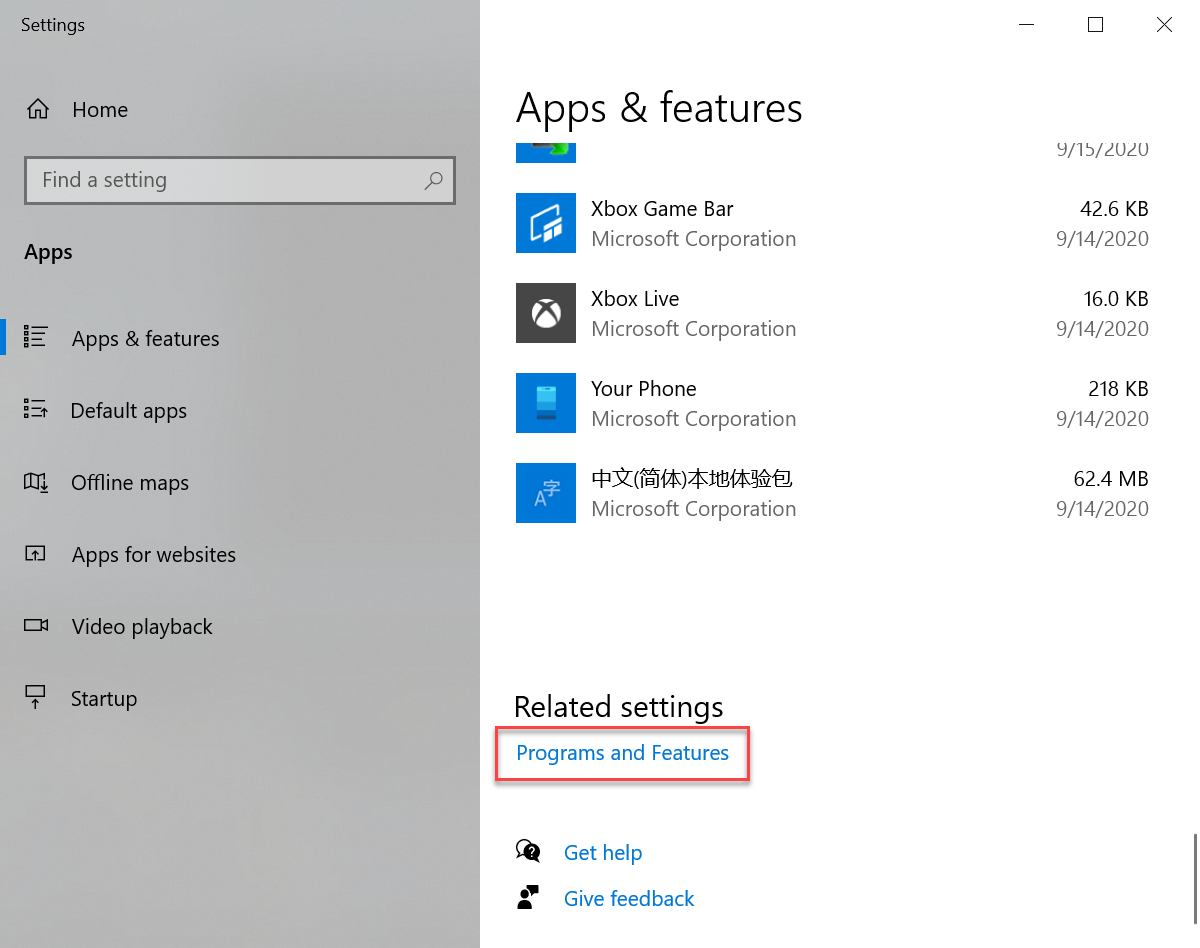 Settings
Home
Find a setting
Apps
Apps & features
Default apps
Offline maps
Apps for websites
Video playback
Startup
Apps & features
9/15/2020
Xbox Game Bar 42.6 KB
Microsoft Corporation 9/14/2020
Xbox Live 16.0 KB
Microsoft Corporation 9/14/2020
Your Phone 218 KB
Microsoft Corporation 9/14/2020
A字
中文(简体)本地体验包 62.4 MB
Microsoft Corporation 9/14/2020
Related settings
Programs and Features
Get help
Give feedback